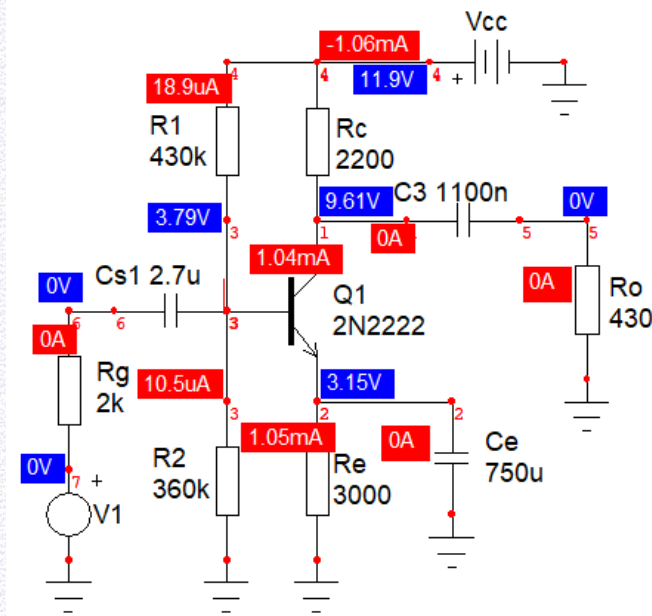 Vcc
-1.06mA
4
4
4
11.9V
+
18.9uA
R1
430k
Rc
2200
C3 1100n
3.79V
3
9.61V
1
0V
5
5
0A
1.04mA
Cs1 2.7u
0V
6
6
3
Q1
2N2222
0A
Ro
430
0A
Rg
2k
10.5uA
3
3.15V
2
2
1.05mA
0A
Ce
750u
0V
7
+
V1
R2
360k
Re
3000